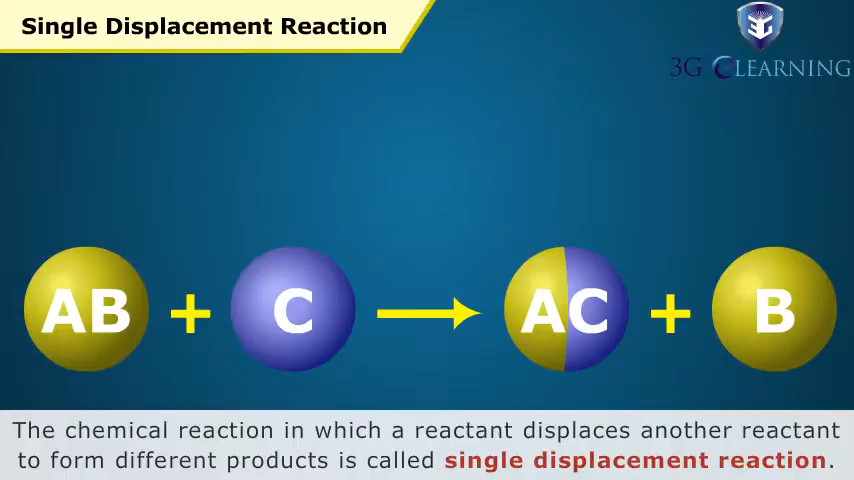 Single Displacement Reaction
3G eLEARNING
AB + C → AC + B
The chemical reaction in which a reactant displaces another reactant
to form different products is called single displacement reaction.